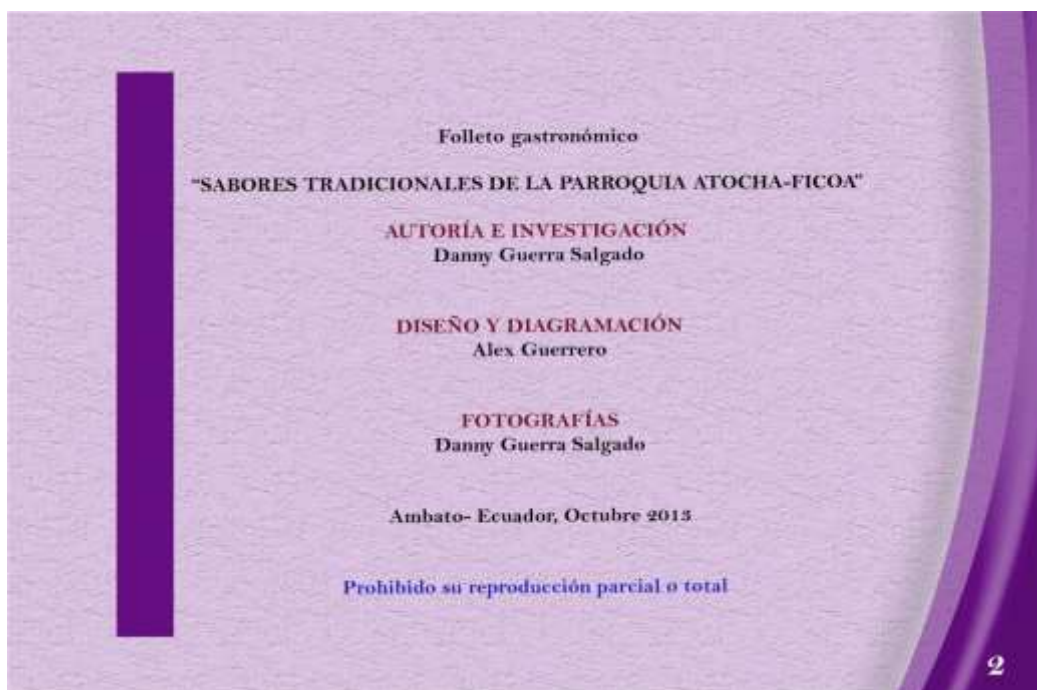 Folleto gastronómico
"SABORES TRADICIONALES DE LA PARROQUIA ATOCHA-FICOA"
AUTORÍA E INVESTIGACIÓN
Danny Guerra Salgado
DISEÑO Y DIAGRAMACIÓN
Alex Guerrero
FOTOGRAFÍAS
Danny Guerra Salgado
Ambato- Ecuador, Octubre 2013
Prohibido su reproducción parcial o total
2